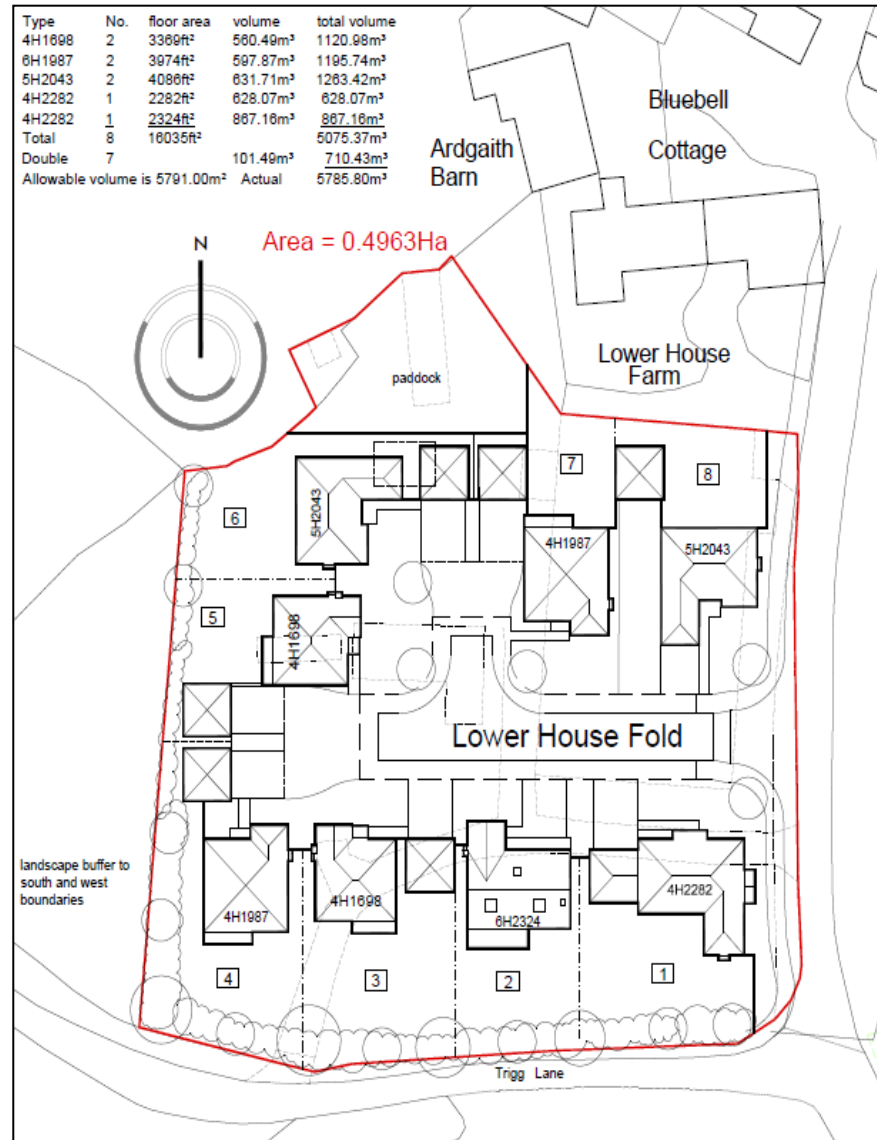 Type No. floor area volume total volume
4H1698 2 3369ft² 560.49m³ 1120.98m³
6H1987 2 3974ft² 597.87m³ 1195.74m³
5H2043 2 4086ft² 631.71m³ 1263.42m³
4H2282 1 2282ft² 628.07m³ 628.07m³
4H2282 1 2324ft² 867.16m³ 867.16m³
Total 8 16035ft² 5075.37m³
Double 7 101.49m³ 710.43m³
Allowable volume is 5791.00m² Actual 5785.80m³
Bluebell
Cottage
Ardgaith
Barn
N
Area = 0.4963Ha
paddock
Lower House
Farm
7
8
6
5H2043
4H1987
5H2043
5
4H1698
Lower House Fold
landscape buffer to
south and west
boundaries
4H1987
4H1698
6H2324
4H2282
4
3
2
1
Trigg Lane